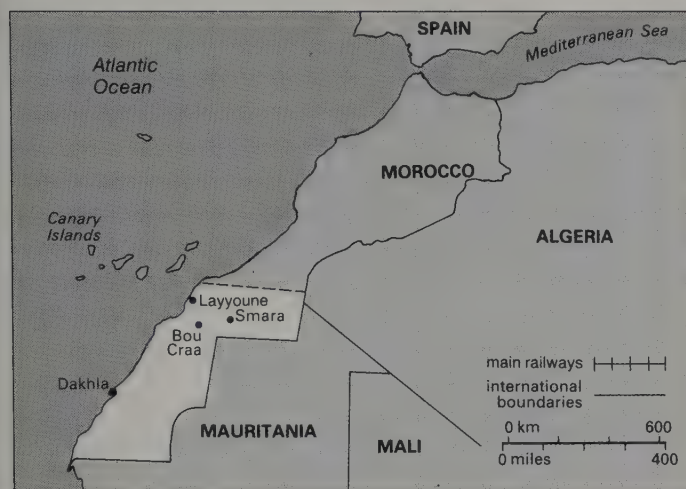 SPAIN
Mediterranean Sea
Atlantic
Ocean
MOROCCO
Canary
Islands
ALGERIA
Layyoune
Smara
Bou
Craa
Dakhla
main railways
international
boundaries
MAURITANIA
MALI
0 km 600
0 miles 400